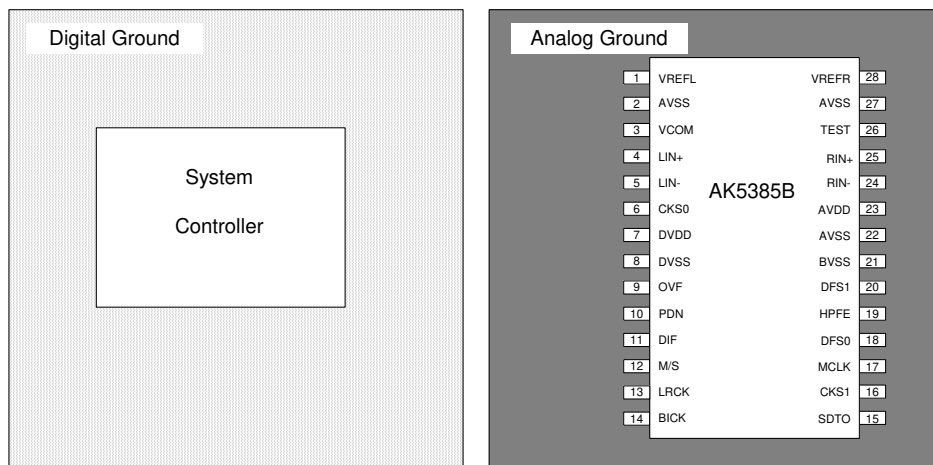 Digital Ground
System
Controller
Analog Ground
AK5385B
1 VREFL
2 AVSS
3 VCOM
4 LIN+
5 LIN-
6 CKS0
7 DVDD
8 DVSS
9 OVF
10 PDN
11 DIF
12 M/S
13 LRCK
14 BICK
VREFR 28
AVSS 27
TEST 26
RIN+ 25
RIN- 24
AVDD 23
AVSS 22
BVSS 21
DFS1 20
HPFE 19
DFS0 18
MCLK 17
CKS1 16
SDTO 15